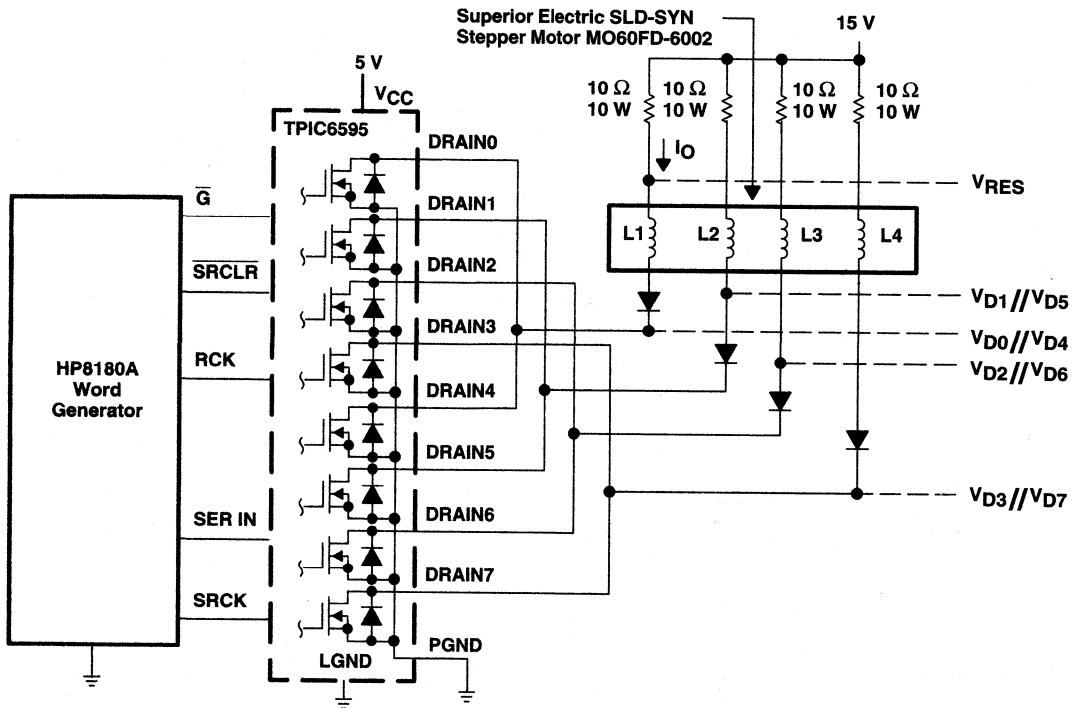 Superior Electric SLD-SYN
Stepper Motor MO60FD-6002
15 V
5 V
VCC
10 Ω
10 W
10 Ω
10 W
10 Ω
10 W
10 Ω
10 W
TPIC6595
DRAIN0
IO
VRES
G
DRAIN1
L1
L2
L3
L4
SRCLR
DRAIN2
VD1//VD5
DRAIN3
VD0//VD4
RCK
VD2//VD6
HP8180A
Word
Generator
DRAIN4
DRAIN5
VD3//VD7
SER IN
DRAIN6
DRAIN7
SRCK
PGND
LGND